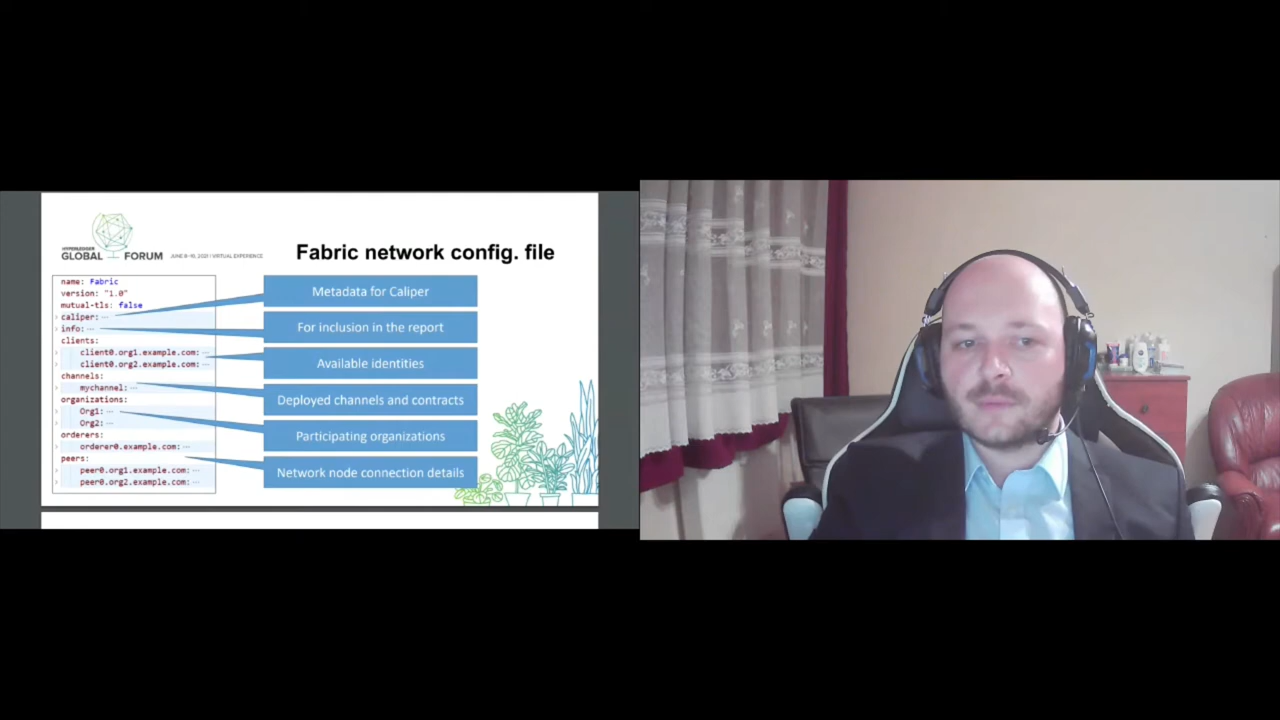 HYPERLEDGER
GLOBAL FORUM
JUNE 8-10, 2021 / VIRTUAL EXPERIENCE
Fabric network config. file
name: Fabric
version: "1.0"
mutual-tls: false
caliper: ...
info: ...
clients:
client0.org1.example.com: ...
client0.org2.example.com: ...
channels:
mychannel: ...
organizations:
Org1: ...
Org2: ...
orderers:
orderer0.example.com: ...
peers:
peer0.org1.example.com: ...
peer0.org2.example.com: ...
Metadata for Caliper
For inclusion in the report
Available identities
Deployed channels and contracts
Participating organizations
Network node connection details